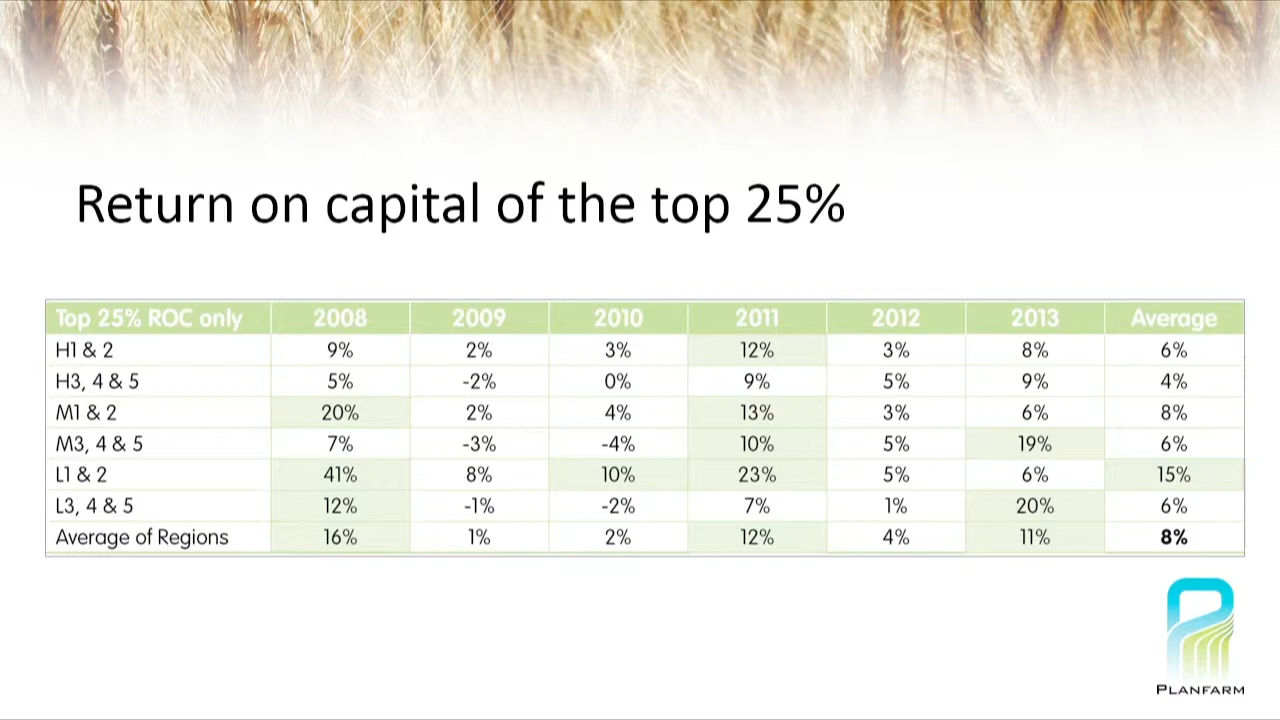 Return on capital of the top 25%
Top 25% ROC only 2008 2009 2010 2011 2012 2013 Average
H1 & 2 9% 2% 3% 12% 3% 8% 6%
H3, 4 & 5 5% -2% 0% 9% 5% 9% 4%
M1 & 2 20% 2% 4% 13% 3% 6% 8%
M3, 4 & 5 7% -3% -4% 10% 5% 19% 6%
L1 & 2 41% 8% 10% 23% 5% 6% 15%
L3, 4 & 5 12% -1% -2% 7% 1% 20% 6%
Average of Regions 16% 1% 2% 12% 4% 11% 8%
PLANFARM